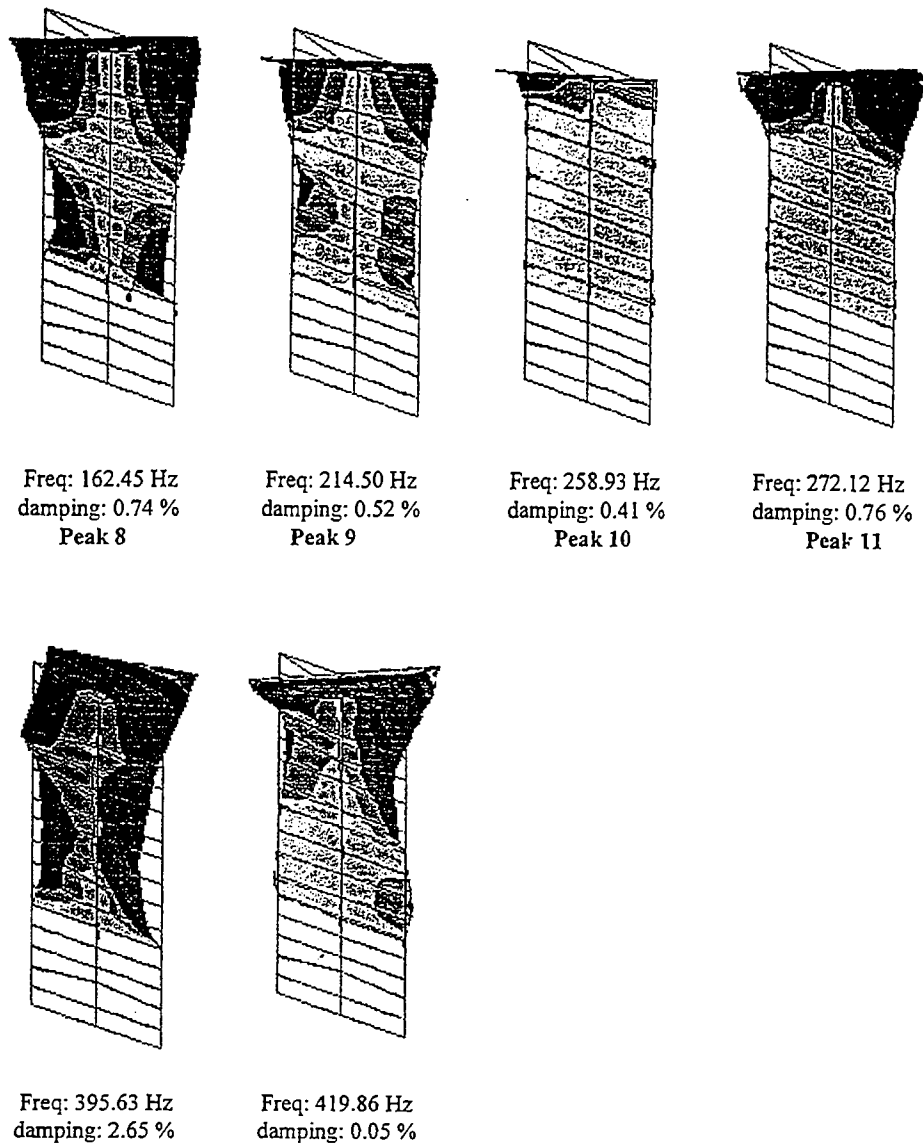 Freq: 162.45 Hz
damping: 0.74 %
Peak 8
Freq: 214.50 Hz
damping: 0.52 %
Peak 9
Freq: 258.93 Hz
damping: 0.41 %
Peak 10
Freq: 272.12 Hz
damping: 0.76 %
Peak 11
Freq: 395.63 Hz
damping: 2.65 %
Freq: 419.86 Hz
damping: 0.05 %